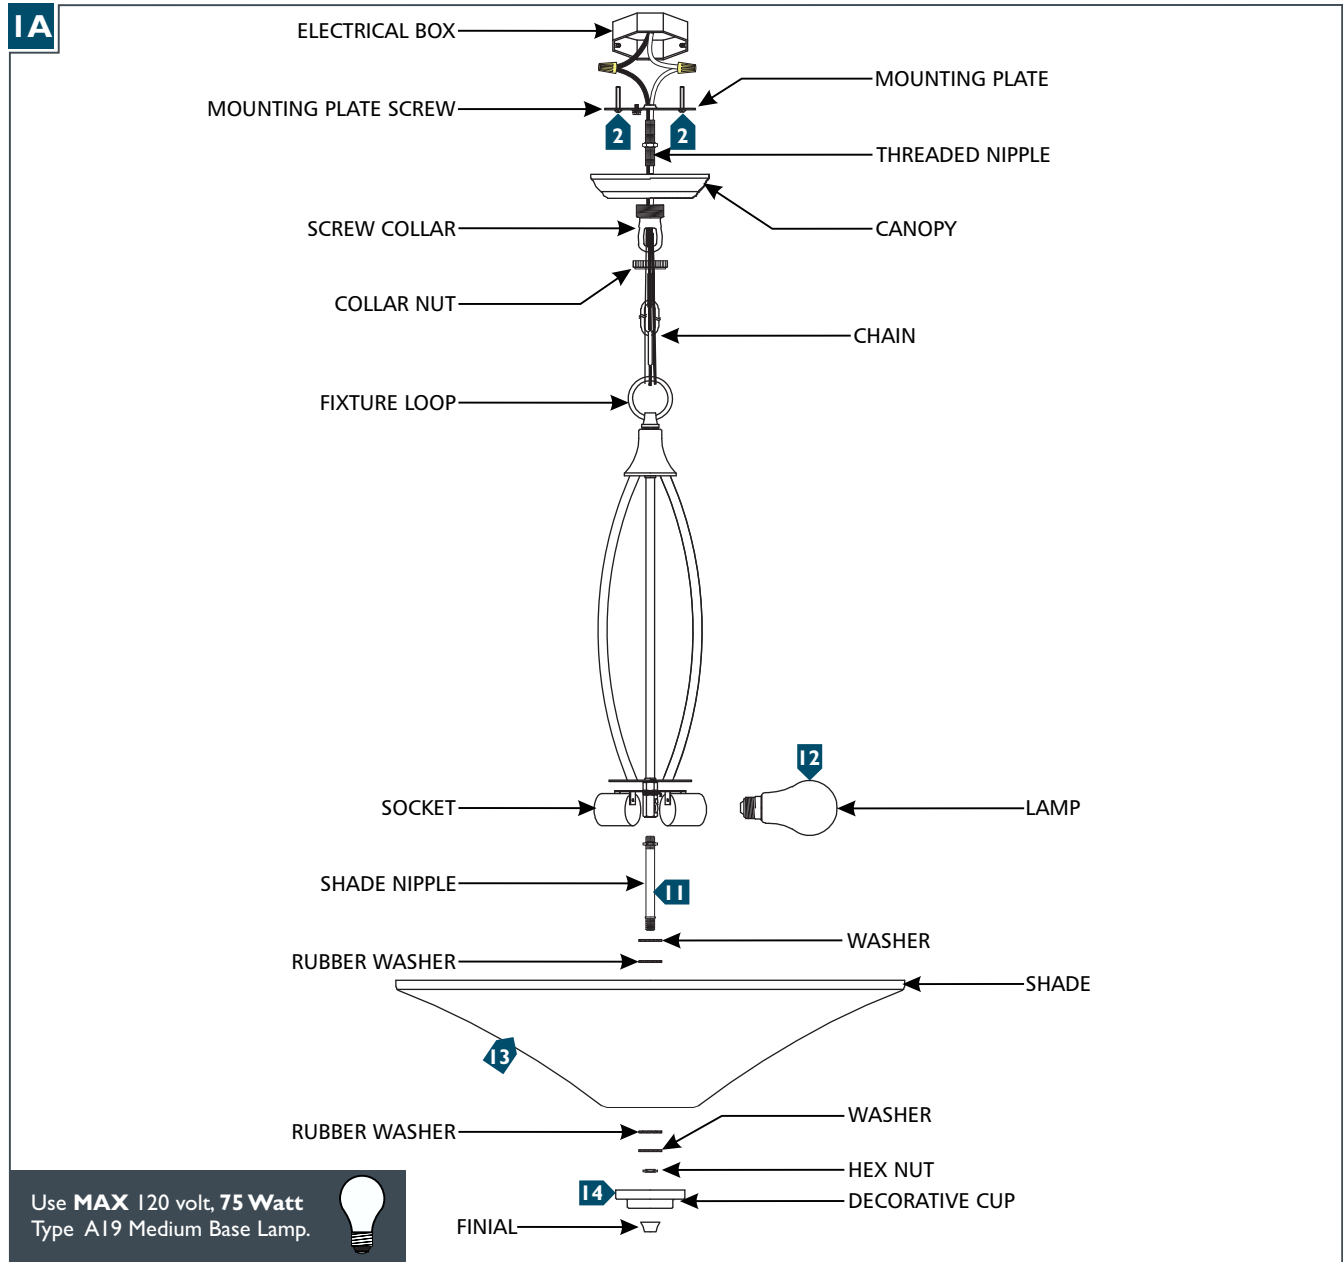 1A
ELECTRICAL BOX
MOUNTING PLATE
MOUNTING PLATE SCREW
2
2
THREADED NIPPLE
SCREW COLLAR
CANOPY
COLLAR NUT
CHAIN
FIXTURE LOOP
12
SOCKET
LAMP
SHADE NIPPLE
11
WASHER
RUBBER WASHER
SHADE
13
WASHER
RUBBER WASHER
HEX NUT
14
DECORATIVE CUP
FINIAL
Use MAX 120 volt, 75 Watt
Type A19 Medium Base Lamp.